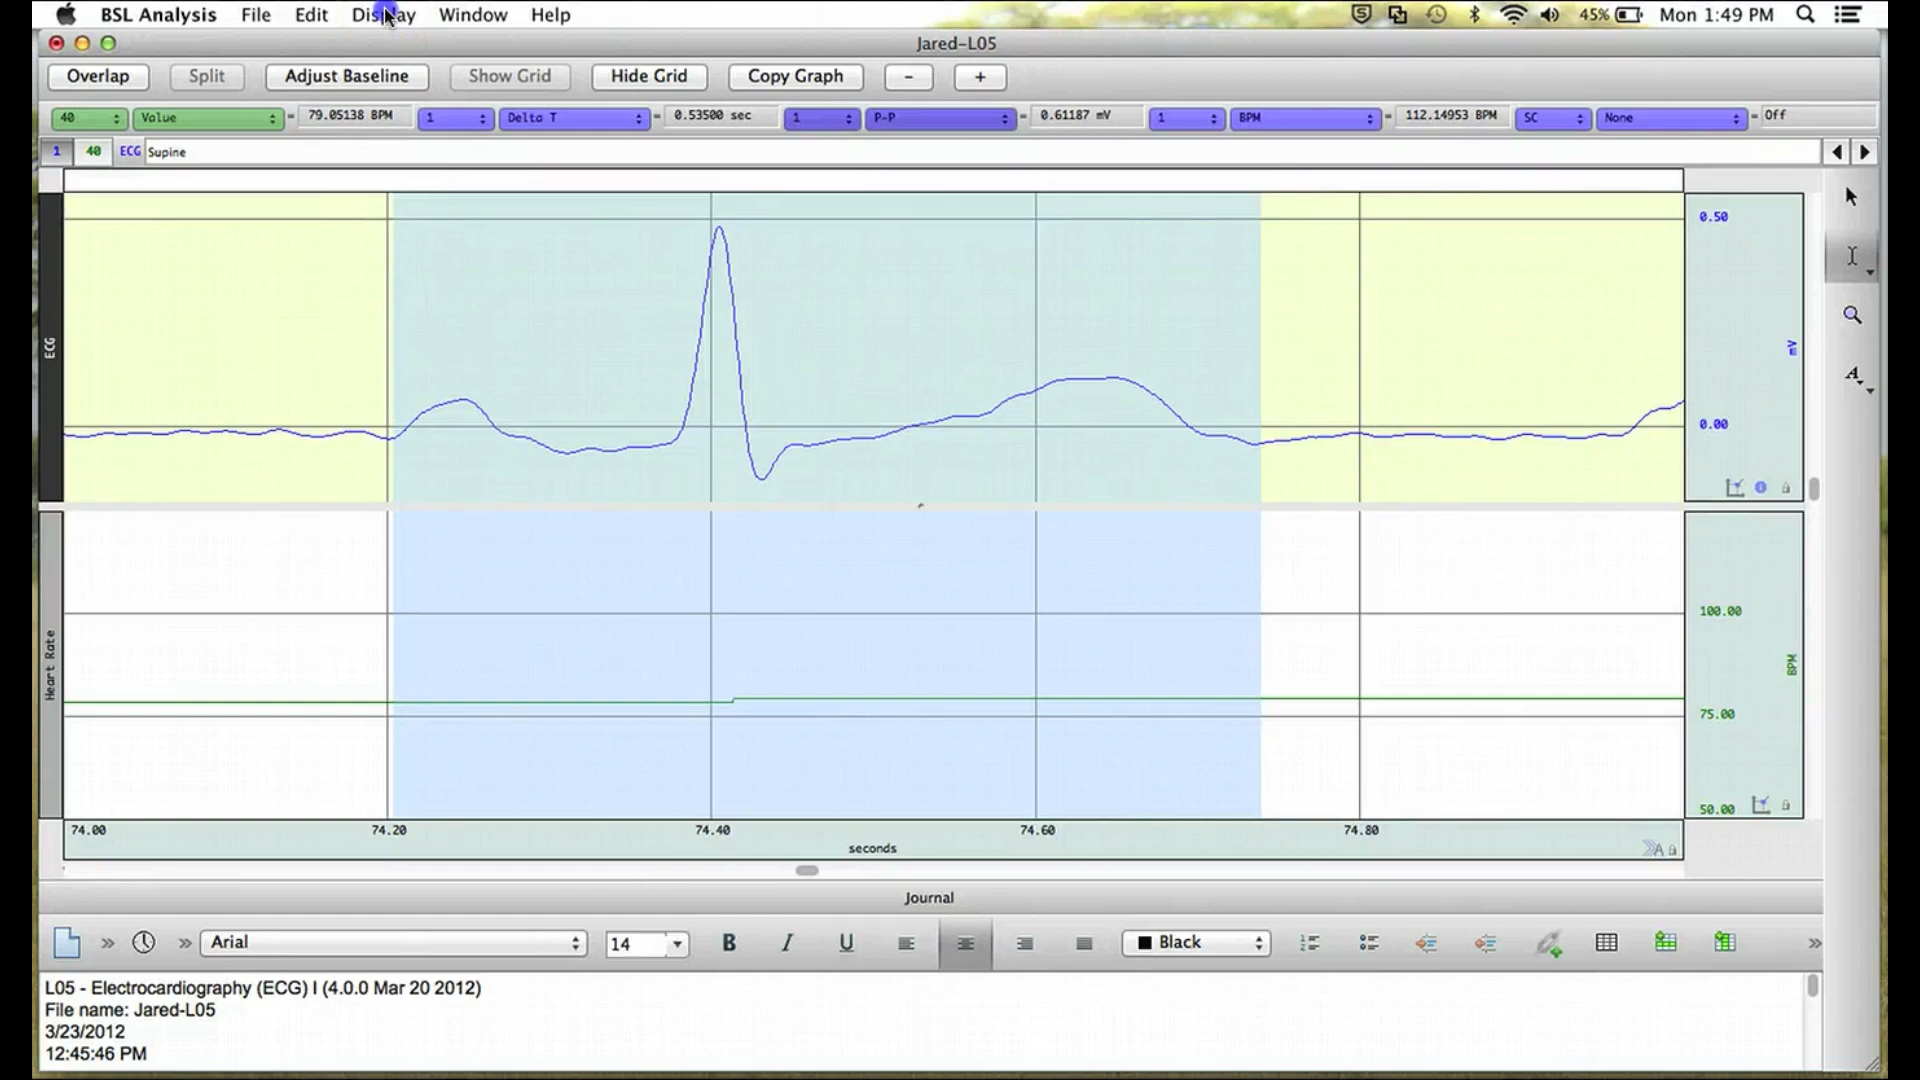 BSL Analysis File Edit Display Window Help 45% Mon 1:49 PM
Jared-L05
Overlap Split Adjust Baseline Show Grid Hide Grid Copy Graph - +
40 Value = 79.05138 BPM 1 Delta T = 0.53500 sec 1 P-P = 0.61187 mV 1 BPM = 112.14953 BPM SC None = Off
1 40 ECG Supine
ECG
0.50
mV
0.00
Heart Rate
100.00
BPM
75.00
50.00
74.00 74.20 74.40 74.60 74.80
seconds
Journal
Arial 14 B I U Black
L05 - Electrocardiography (ECG) I (4.0.0 Mar 20 2012)
File name: Jared-L05
3/23/2012
12:45:46 PM